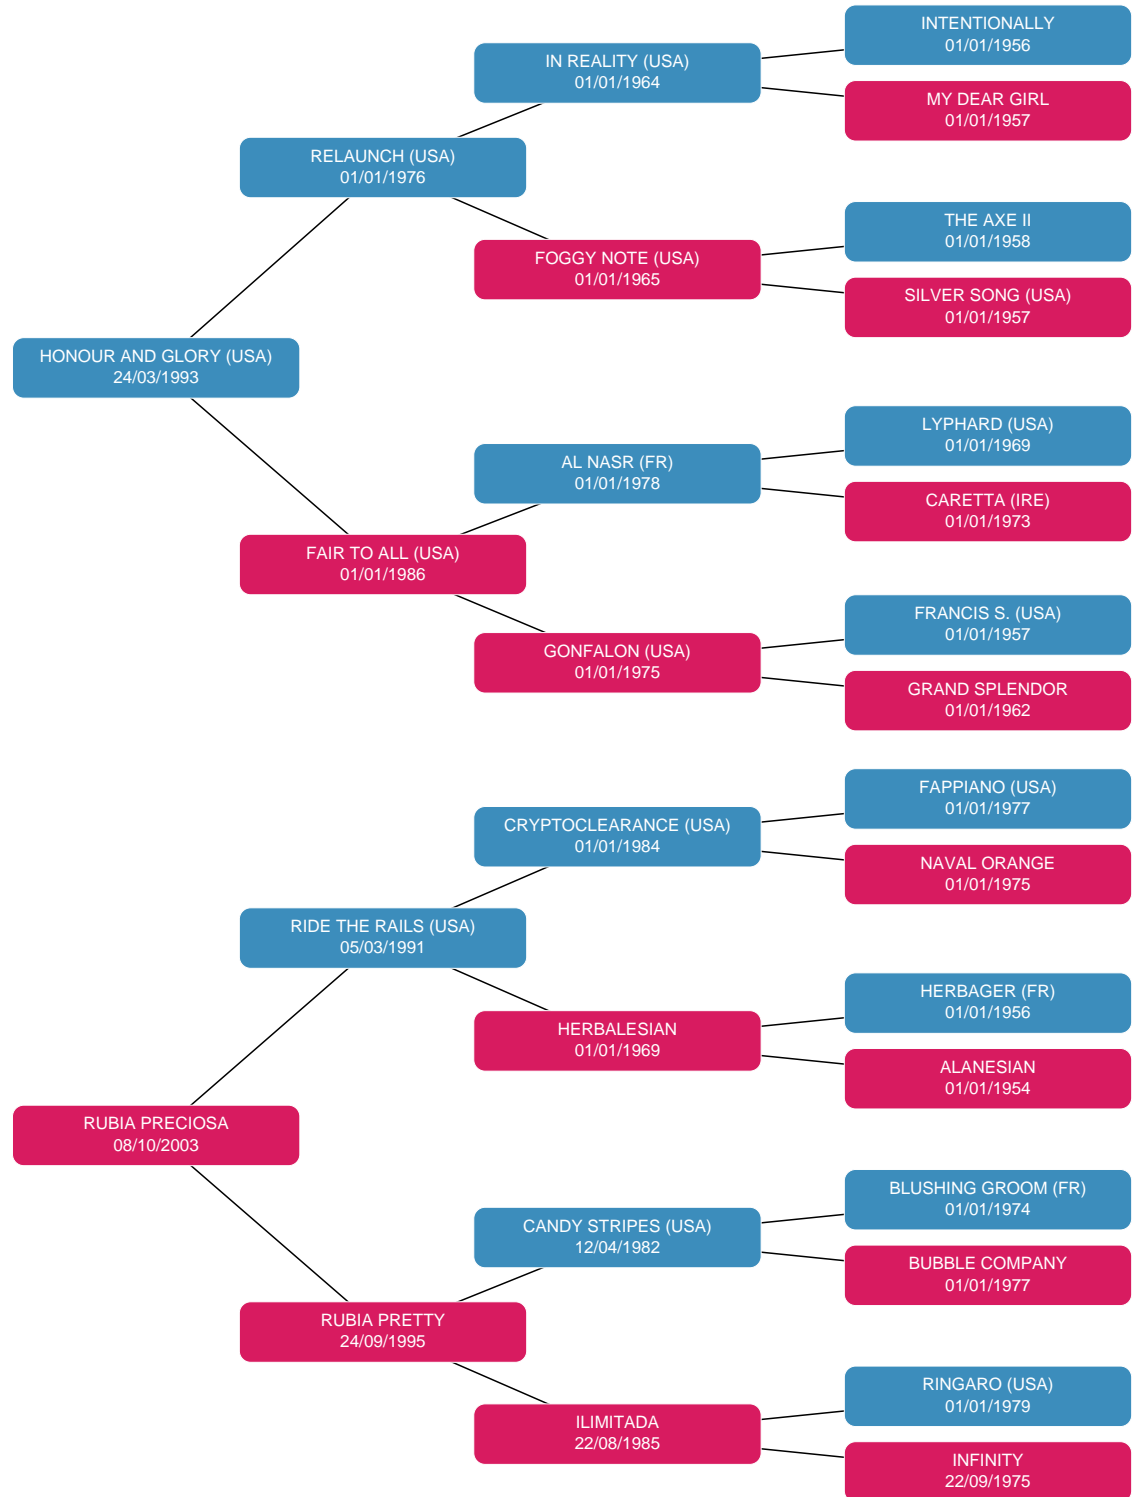 INTENTIONALLY
01/01/1956
IN REALITY (USA)
01/01/1964
MY DEAR GIRL
01/01/1957
RELAUNCH (USA)
01/01/1976
THE AXE II
01/01/1958
FOGGY NOTE (USA)
01/01/1965
SILVER SONG (USA)
01/01/1957
HONOUR AND GLORY (USA)
24/03/1993
LYPHARD (USA)
01/01/1969
AL NASR (FR)
01/01/1978
CARETTA (IRE)
01/01/1973
FAIR TO ALL (USA)
01/01/1986
FRANCIS S. (USA)
01/01/1957
GONFALON (USA)
01/01/1975
GRAND SPLENDOR
01/01/1962
FAPPIANO (USA)
01/01/1977
CRYPTOCLEARANCE (USA)
01/01/1984
NAVAL ORANGE
01/01/1975
RIDE THE RAILS (USA)
05/03/1991
HERBAGER (FR)
01/01/1956
HERBALESIAN
01/01/1969
ALANESIAN
01/01/1954
RUBIA PRECIOSA
08/10/2003
BLUSHING GROOM (FR)
01/01/1974
CANDY STRIPES (USA)
12/04/1982
BUBBLE COMPANY
01/01/1977
RUBIA PRETTY
24/09/1995
RINGARO (USA)
01/01/1979
ILIMITADA
22/08/1985
INFINITY
22/09/1975